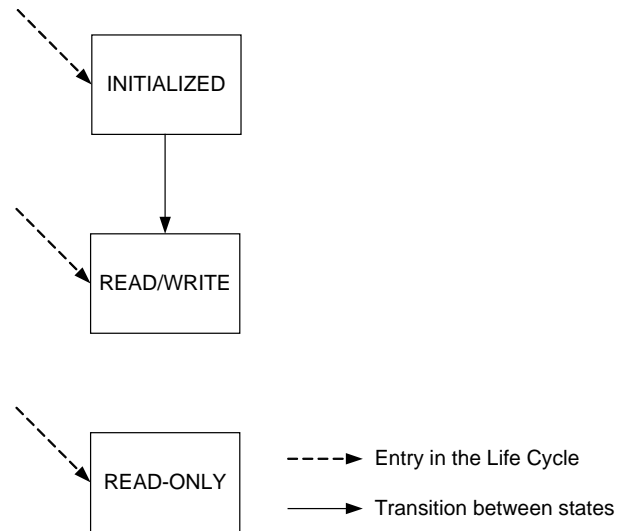 INITIALIZED
READ/WRITE
READ-ONLY
Entry in the Life Cycle
Transition between states